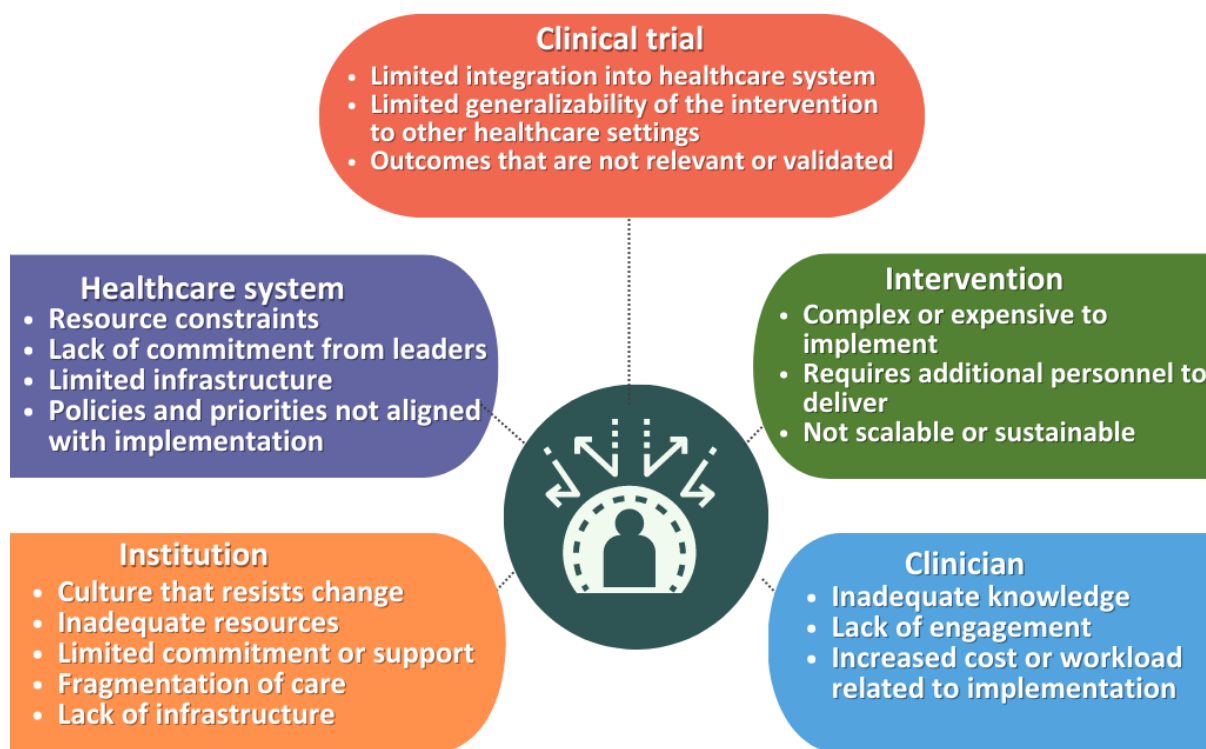 Clinical trial
• Limited integration into healthcare system
• Limited generalizability of the intervention
to other healthcare settings
• Outcomes that are not relevant or validated
Healthcare system
• Resource constraints
• Lack of commitment from leaders
• Limited infrastructure
• Policies and priorities not aligned
with implementation
Intervention
• Complex or expensive to
implement
• Requires additional personnel to
deliver
• Not scalable or sustainable
Institution
• Culture that resists change
• Inadequate resources
• Limited commitment or support
• Fragmentation of care
• Lack of infrastructure
Clinician
• Inadequate knowledge
• Lack of engagement
• Increased cost or workload
related to implementation